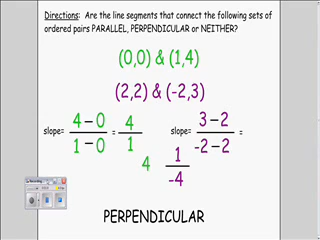 Directions: Are the line segments that connect the following sets of
ordered pairs PARALLEL, PERPENDICULAR or NEITHER?
(0,0) & (1,4)
(2,2) & (-2,3)
slope= 4 – 0 / 1 – 0 = 4 / 1 slope= 3 – 2 / -2 – 2 =
4 1 / -4
PERPENDICULAR